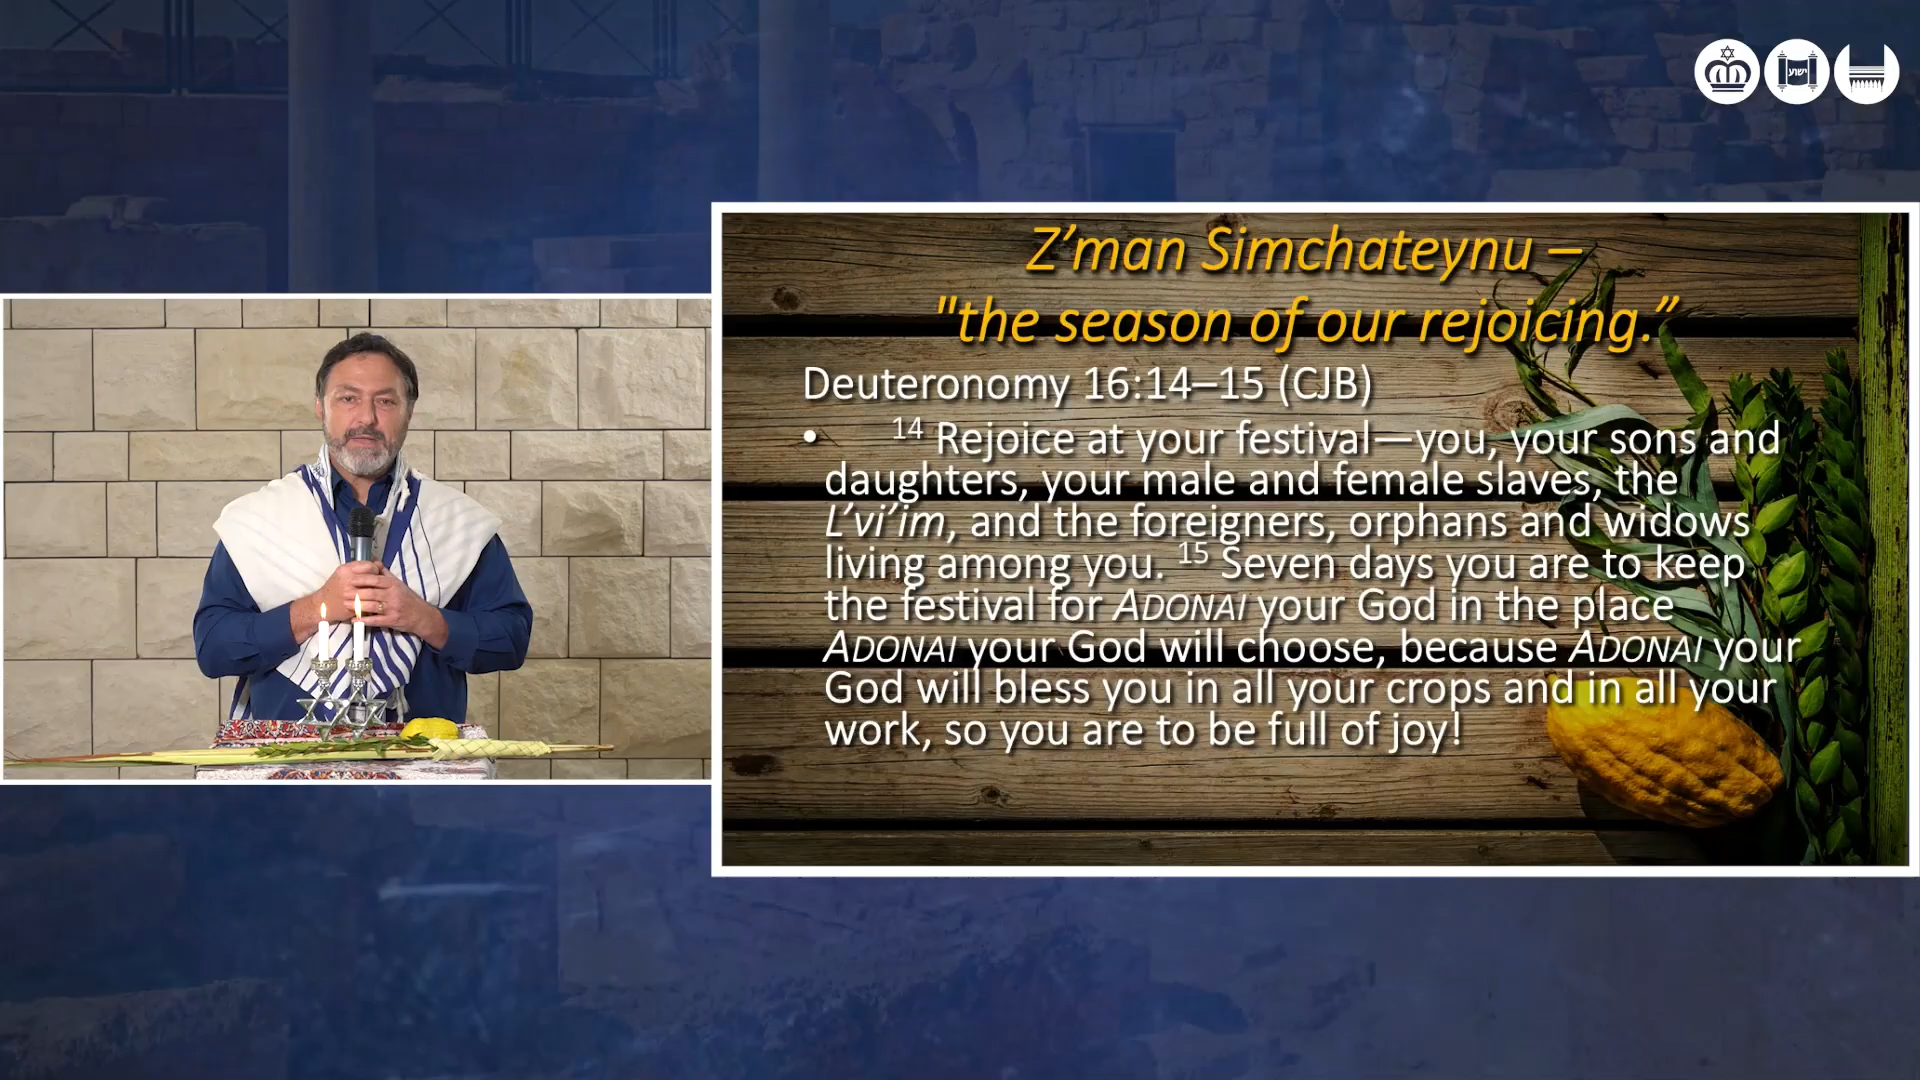 ישוע
Z’man Simchateynu –
"the season of our rejoicing.”
Deuteronomy 16:14–15 (CJB)
• 14 Rejoice at your festival—you, your sons and
daughters, your male and female slaves, the
L’vi’im, and the foreigners, orphans and widows
living among you. 15 Seven days you are to keep
the festival for ADONAI your God in the place
ADONAI your God will choose, because ADONAI your
God will bless you in all your crops and in all your
work, so you are to be full of joy!